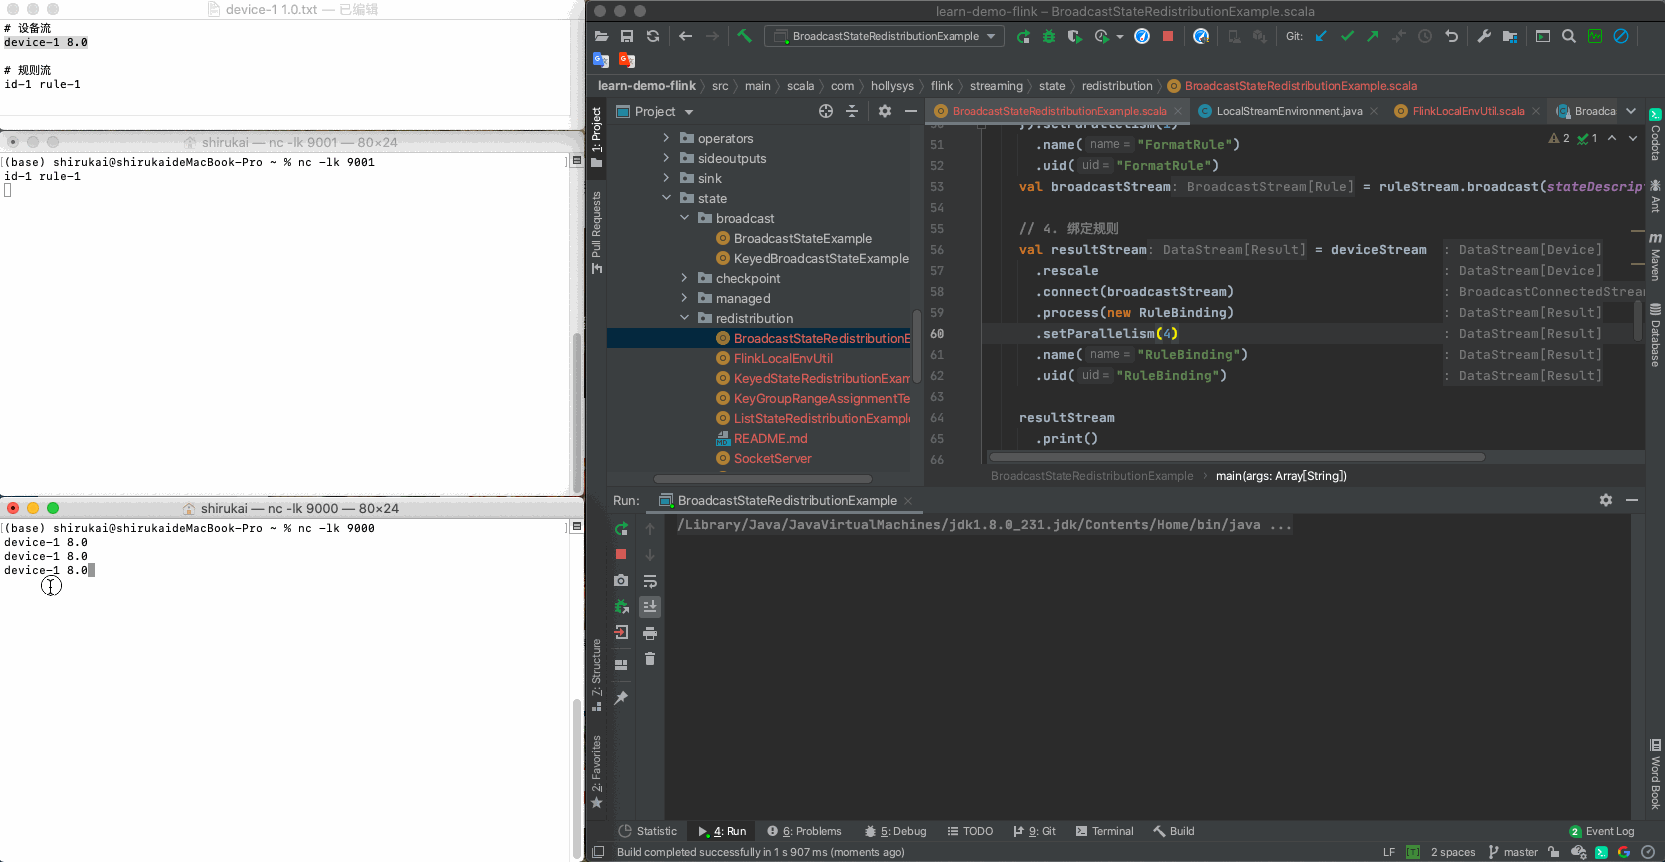 device-1 1.0.txt — 已编辑
# 设备流
device-1 8.0
# 规则流
id-1 rule-1
shirukai — nc -lk 9001 — 80×24
(base) shirukai@shirukaideMacBook-Pro ~ % nc -lk 9001
id-1 rule-1
shirukai — nc -lk 9000 — 80×24
(base) shirukai@shirukaideMacBook-Pro ~ % nc -lk 9000
device-1 8.0
device-1 8.0
device-1 8.0
learn-demo-flink – BroadcastStateRedistributionExample.scala
BroadcastStateRedistributionExample
Git:
learn-demo-flink 〉 src 〉 main 〉 scala 〉 com 〉 hollysys 〉 flink 〉 streaming 〉 state 〉 redistribution 〉 BroadcastStateRedistributionExample.scala
1: Project
Pull Requests
7: Structure
2: Favorites
Project
operators
sideoutputs
sink
state
broadcast
BroadcastStateExample
KeyedBroadcastStateExample
checkpoint
managed
redistribution
BroadcastStateRedistributionE
FlinkLocalEnvUtil
KeyedStateRedistributionExam
KeyGroupRangeAssignmentTe
ListStateRedistributionExample
README.md
SocketServer
BroadcastStateRedistributionExample.scala
LocalStreamEnvironment.java
FlinkLocalEnvUtil.scala
Broadca
2 1
50 }).setParallelism(1)
51 .name( name = "FormatRule")
52 .uid( uid = "FormatRule")
53 val broadcastStream: BroadcastStream[Rule] = ruleStream.broadcast(stateDescript
54
55 // 4. 绑定规则
56 val resultStream: DataStream[Result] = deviceStream : DataStream[Device]
57 .rescale : DataStream[Device]
58 .connect(broadcastStream) : BroadcastConnectedStream
59 .process(new RuleBinding) : DataStream[Result]
60 .setParallelism(4) : DataStream[Result]
61 .name( name = "RuleBinding") : DataStream[Result]
62 .uid( uid = "RuleBinding") : DataStream[Result]
63
64 resultStream
65 .print()
66
BroadcastStateRedistributionExample › main(args: Array[String])
Codota
Ant
Maven
Database
Word Book
Run: BroadcastStateRedistributionExample
/Library/Java/JavaVirtualMachines/jdk1.8.0_231.jdk/Contents/Home/bin/java ...
Statistic
4: Run
6: Problems
5: Debug
TODO
9: Git
Terminal
Build
2 Event Log
Build completed successfully in 1 s 907 ms (moments ago)
LF
2 spaces
master